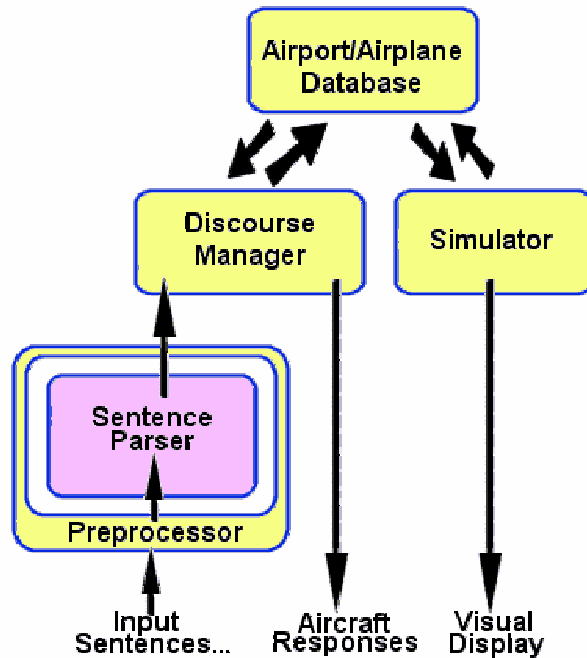 Airport/Airplane
Database
Discourse
Manager
Simulator
Sentence
Parser
Preprocessor
Input
Sentences...
Aircraft
Responses
Visual
Display